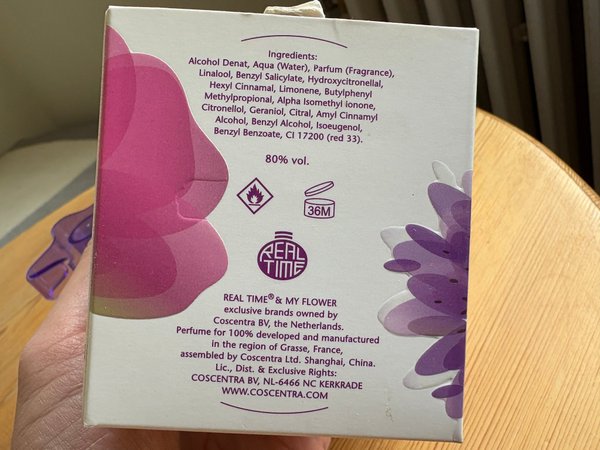 Ingredients:
Alcohol Denat, Aqua (Water), Parfum (Fragrance),
Linalool, Benzyl Salicylate, Hydroxycitronellal,
Hexyl Cinnamal, Limonene, Butylphenyl
Methylpropional, Alpha Isomethyl ionone,
Citronellol, Geraniol, Citral, Amyl Cinnamyl
Alcohol, Benzyl Alcohol, Isoeugenol,
Benzyl Benzoate, CI 17200 (red 33).
80% vol.
36M
REAL
TIME
REAL TIME® & MY FLOWER
exclusive brands owned by
Coscentra BV, the Netherlands.
Perfume for 100% developed and manufactured
in the region of Grasse, France,
assembled by Coscentra Ltd. Shanghai, China.
Lic., Dist. & Exclusive Rights:
COSCENTRA BV, NL-6466 NC KERKRADE
WWW.COSCENTRA.COM